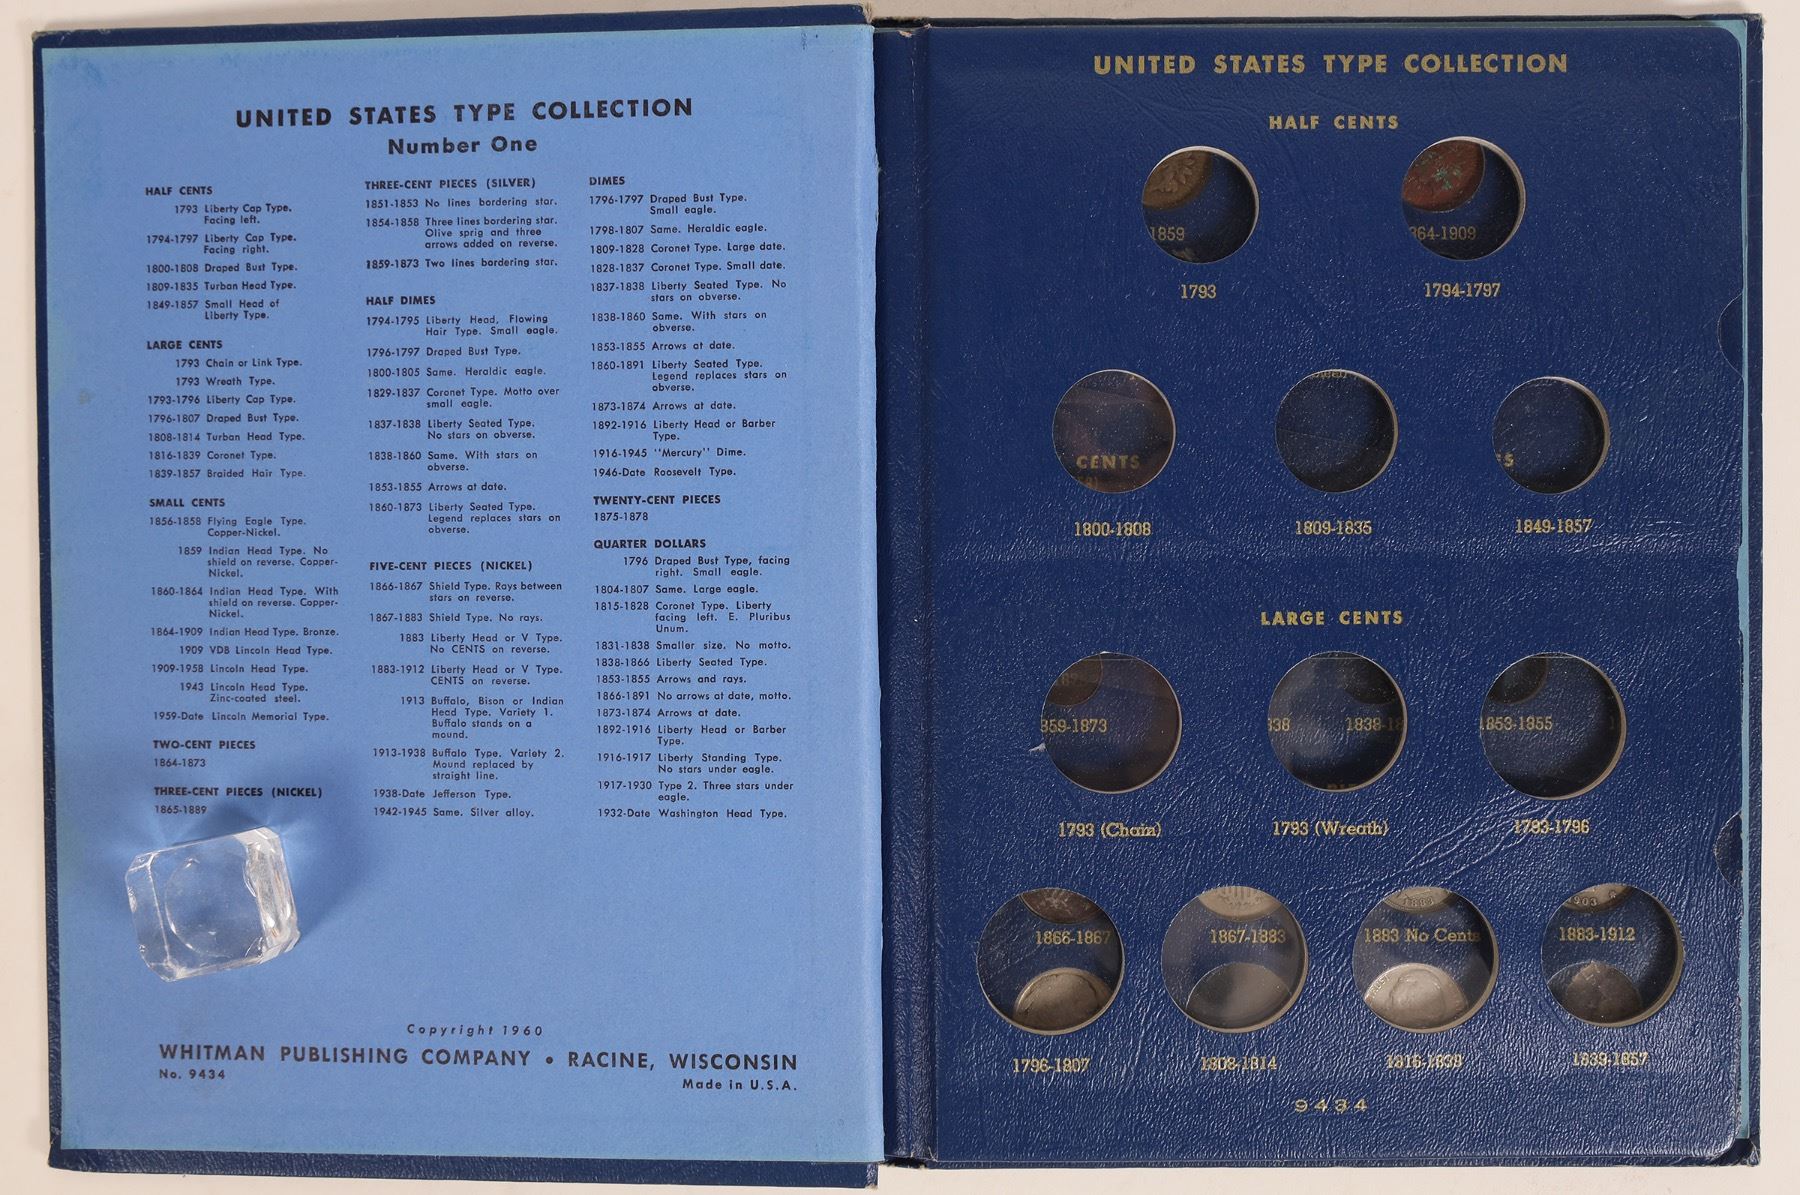 UNITED STATES TYPE COLLECTION
Number One
HALF CENTS
1793 Liberty Cap Type.
Facing left.
1794-1797 Liberty Cap Type.
Facing right.
1800-1808 Draped Bust Type.
1809-1835 Turban Head Type.
1849-1857 Small Head of
Liberty Type.
LARGE CENTS
1793 Chain or Link Type.
1793 Wreath Type.
1793-1796 Liberty Cap Type.
1796-1807 Draped Bust Type.
1808-1814 Turban Head Type.
1816-1839 Coronet Type.
1839-1857 Braided Hair Type.
SMALL CENTS
1856-1858 Flying Eagle Type.
Copper-Nickel.
1859 Indian Head Type. No
shield on reverse. Copper-
Nickel.
1860-1864 Indian Head Type. With
shield on reverse. Copper-
Nickel.
1864-1909 Indian Head Type. Bronze.
1909 VDB Lincoln Head Type.
1909-1958 Lincoln Head Type.
1943 Lincoln Head Type.
Zinc-coated steel.
1959-Date Lincoln Memorial Type.
TWO-CENT PIECES
1864-1873
THREE-CENT PIECES (NICKEL)
1865-1889
THREE-CENT PIECES (SILVER)
1851-1853 No lines bordering star.
1854-1858 Three lines bordering star.
Olive sprig and three
arrows added on reverse.
1859-1873 Two lines bordering star.
HALF DIMES
1794-1795 Liberty Head, Flowing
Hair Type. Small eagle.
1796-1797 Draped Bust Type.
1800-1805 Same. Heraldic eagle.
1829-1837 Coronet Type. Motto over
small eagle.
1837-1838 Liberty Seated Type.
No stars on obverse.
1838-1860 Same. With stars on
obverse.
1853-1855 Arrows at date.
1860-1873 Liberty Seated Type.
Legend replaces stars on
obverse.
FIVE-CENT PIECES (NICKEL)
1866-1867 Shield Type. Rays between
stars on reverse.
1867-1883 Shield Type. No rays.
1883 Liberty Head or V Type.
No CENTS on reverse.
1883-1912 Liberty Head or V Type.
CENTS on reverse.
1913 Buffalo, Bison or Indian
Head Type. Variety 1.
Buffalo stands on a
mound.
1913-1938 Buffalo Type. Variety 2.
Mound replaced by
straight line.
1938-Date Jefferson Type.
1942-1945 Same. Silver alloy.
DIMES
1796-1797 Draped Bust Type.
Small eagle.
1798-1807 Same. Heraldic eagle.
1809-1828 Coronet Type. Large date.
1828-1837 Coronet Type. Small date.
1837-1838 Liberty Seated Type. No
stars on obverse.
1838-1860 Same. With stars on
obverse.
1853-1855 Arrows at date.
1860-1891 Liberty Seated Type.
Legend replaces stars on
obverse.
1873-1874 Arrows at date.
1892-1916 Liberty Head or Barber
Type.
1916-1945 "Mercury" Dime.
1946-Date Roosevelt Type.
TWENTY-CENT PIECES
1875-1878
QUARTER DOLLARS
1796 Draped Bust Type, facing
right. Small eagle.
1804-1807 Same. Large eagle.
1815-1828 Coronet Type. Liberty
facing left. E. Pluribus
Unum.
1831-1838 Smaller size. No motto.
1838-1866 Liberty Seated Type.
1853-1855 Arrows and rays.
1866-1891 No arrows at date, motto.
1873-1874 Arrows at date.
1892-1916 Liberty Head or Barber
Type.
1916-1917 Liberty Standing Type.
No stars under eagle.
1917-1930 Type 2. Three stars under
eagle.
1932-Date Washington Head Type.
Copyright 1960
WHITMAN PUBLISHING COMPANY • RACINE, WISCONSIN
No. 9434
Made in U.S.A.
UNITED STATES TYPE COLLECTION
HALF CENTS
1859 864-1909
1793 1794-1797
CENTS
1800-1808 1809-1835 1849-1857
LARGE CENTS
859-1873 838 1838-18 1853-1855
1793 (Chain) 1793 (Wreath) 1793-1796
1883 903
1866-1867 1867-1883 1883 No Cents 1883-1912
1796-1807 1808-1814 1816-1839 1839-1857
9434